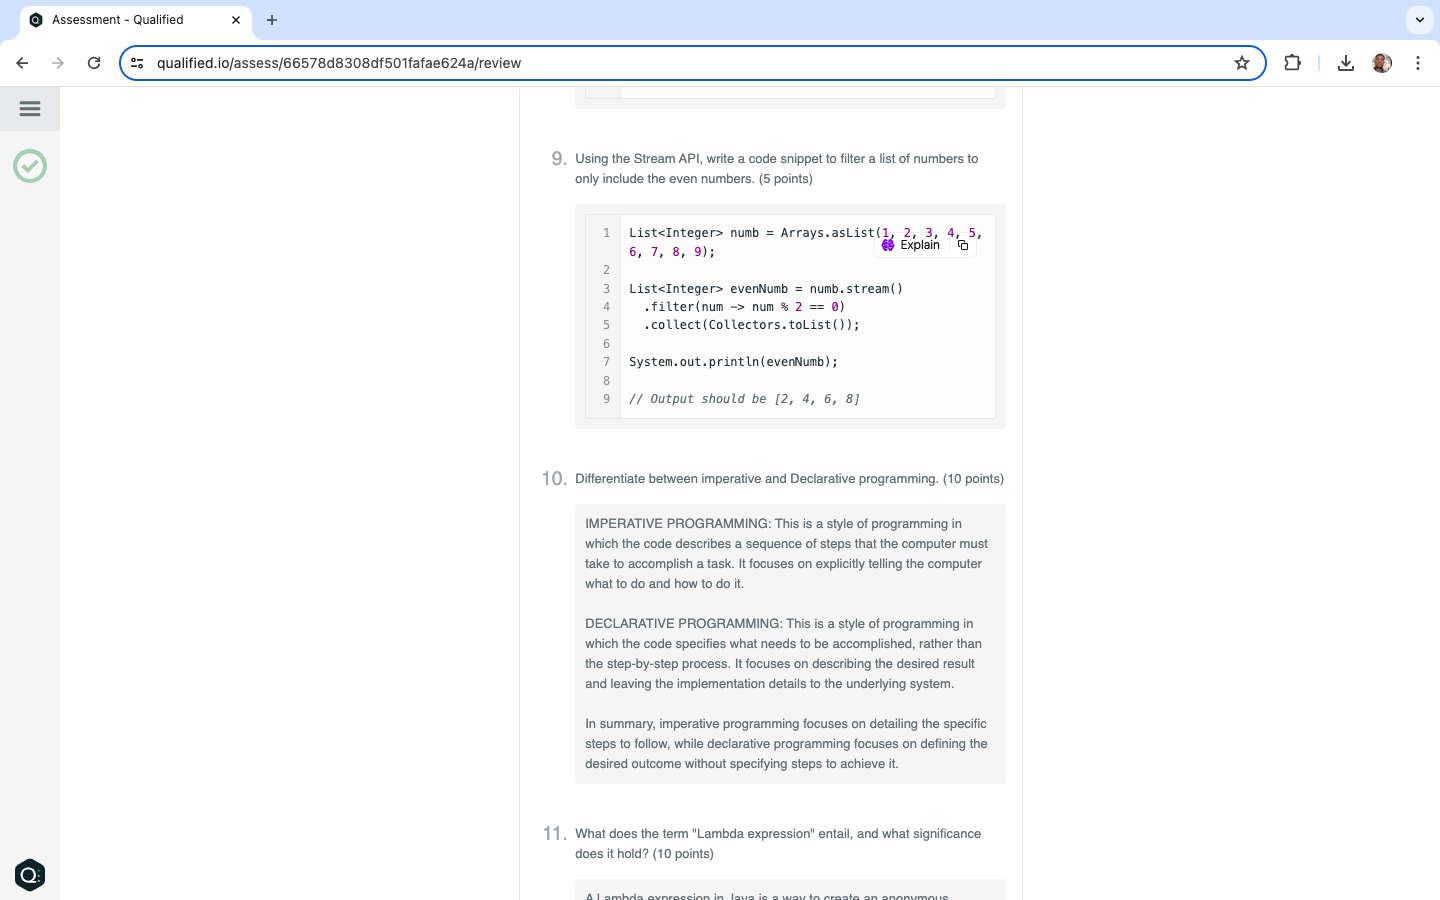 Assessment - Qualified
qualified.io/assess/66578d8308df501fafae624a/review
9. Using the Stream API, write a code snippet to filter a list of numbers to
only include the even numbers. (5 points)
1 List<Integer> numb = Arrays.asList(1, 2, 3, 4, 5,
6, 7, 8, 9);
Explain
2
3 List<Integer> evenNumb = numb.stream()
4 .filter(num -> num % 2 == 0)
5 .collect(Collectors.toList());
6
7 System.out.println(evenNumb);
8
9 // Output should be [2, 4, 6, 8]
10. Differentiate between imperative and Declarative programming. (10 points)
IMPERATIVE PROGRAMMING: This is a style of programming in
which the code describes a sequence of steps that the computer must
take to accomplish a task. It focuses on explicitly telling the computer
what to do and how to do it.
DECLARATIVE PROGRAMMING: This is a style of programming in
which the code specifies what needs to be accomplished, rather than
the step-by-step process. It focuses on describing the desired result
and leaving the implementation details to the underlying system.
In summary, imperative programming focuses on detailing the specific
steps to follow, while declarative programming focuses on defining the
desired outcome without specifying steps to achieve it.
11. What does the term "Lambda expression" entail, and what significance
does it hold? (10 points)
A Lambda expression in Java is a way to create an anonymous